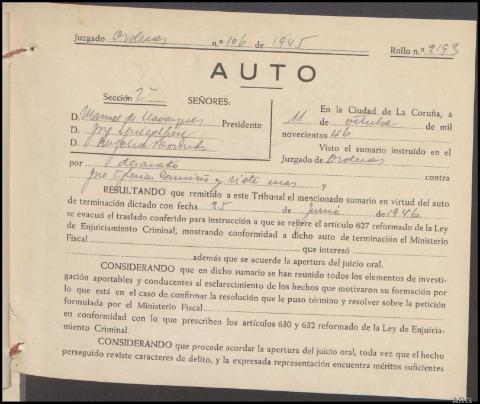 Juzgado Ordenes n.º 106 de 1945 Rollo n.º 2193
AUTO
Sección 2ª SEÑORES:
D. Manuel de Presidente
D. José
D.
En la Ciudad de La Coruña, a
11 de octubre de mil
novecientos 46
Visto el sumario instruído en el
Juzgado de Ordenes contra
por desacato
José y siete mas y
RESULTANDO que remitido a este Tribunal el mencionado sumario en virtud del auto
de terminación dictado con fecha 25 de Junio de 1946
se evacuó el traslado conferido para instrucción a que se refiere el artículo 627 reformado de la Ley
de Enjuiciamiento Criminal, mostrando conformidad a dicho auto de terminación el Ministerio
Fiscal que interesó
además que se acuerde la apertura del juicio oral.
CONSIDERANDO que en dicho sumario se han reunido todos los elementos de investi-
gación aportables y conducentes al esclarecimiento de los hechos que motivaron su formación por
lo que está en el caso de confirmar la resolución que le puso término y resolver sobre la petición
formulada por el Ministerio Fiscal
en conformidad con lo que prescriben los artículos 630 y 632 reformado de la Ley de Enjuicia-
miento Criminal.
CONSIDERANDO que procede acordar la apertura del juicio oral, toda vez que el hecho
perseguido reviste caracteres de delito, y la expresada representación encuentra méritos suficientes